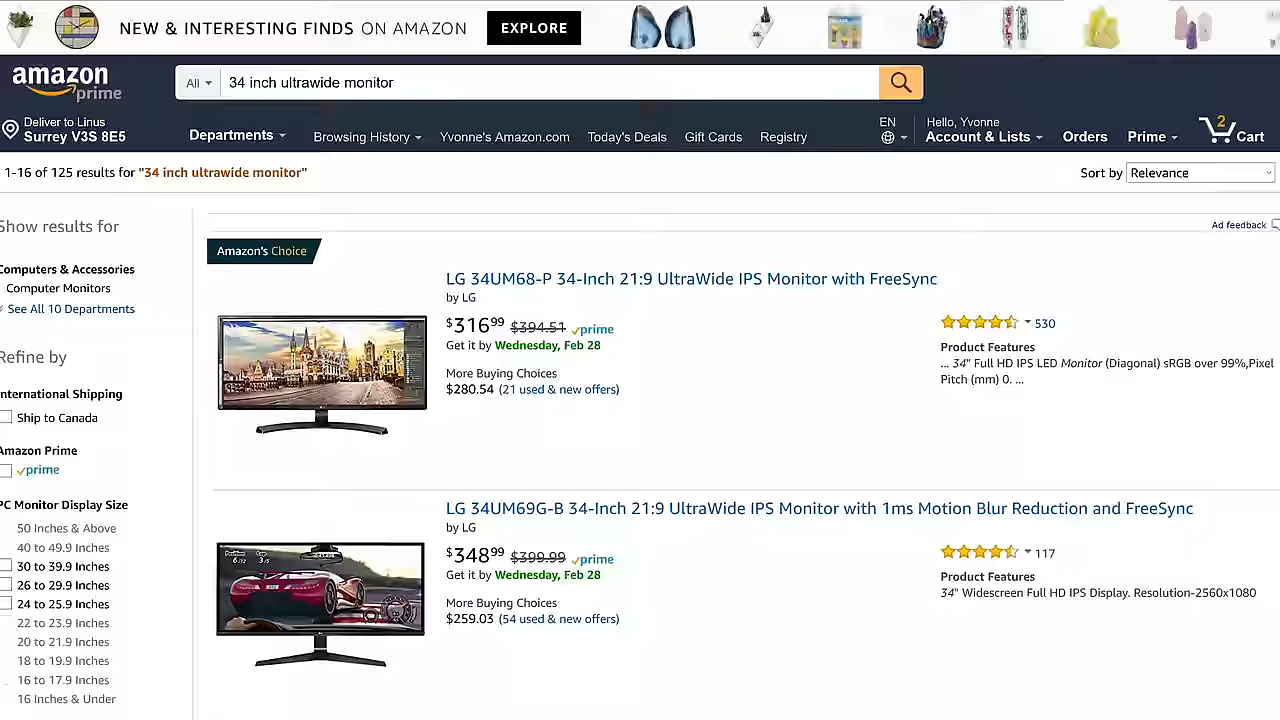 NEW & INTERESTING FINDS ON AMAZON EXPLORE
amazon
prime
All 34 inch ultrawide monitor
Deliver to Linus
Surrey V3S 8E5
Departments Browsing History Yvonne's Amazon.com Today's Deals Gift Cards Registry
EN
Hello, Yvonne
Account & Lists Orders Prime 2 Cart
1-16 of 125 results for "34 inch ultrawide monitor"
Sort by Relevance
Show results for
Computers & Accessories
Computer Monitors
See All 10 Departments
Refine by
International Shipping
Ship to Canada
Amazon Prime
prime
PC Monitor Display Size
50 Inches & Above
40 to 49.9 Inches
30 to 39.9 Inches
26 to 29.9 Inches
24 to 25.9 Inches
22 to 23.9 Inches
20 to 21.9 Inches
18 to 19.9 Inches
16 to 17.9 Inches
16 Inches & Under
Ad feedback
Amazon's Choice
LG 34UM68-P 34-Inch 21:9 UltraWide IPS Monitor with FreeSync
by LG
$316.99 $394.51 prime
Get it by Wednesday, Feb 28
More Buying Choices
$280.54 (21 used & new offers)
530
Product Features
... 34" Full HD IPS LED Monitor (Diagonal) sRGB over 99%,Pixel
Pitch (mm) 0. ...
LG 34UM69G-B 34-Inch 21:9 UltraWide IPS Monitor with 1ms Motion Blur Reduction and FreeSync
by LG
$348.99 $399.99 prime
Get it by Wednesday, Feb 28
More Buying Choices
$259.03 (54 used & new offers)
117
Product Features
34" Widescreen Full HD IPS Display. Resolution-2560x1080